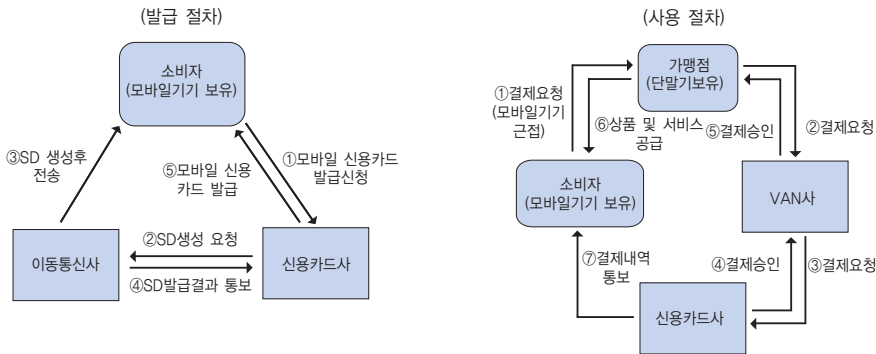 (발급 절차)
소비자
(모바일기기 보유)
③SD 생성후
전송
⑤모바일 신용
카드 발급
①모바일 신용카드
발급신청
②SD생성 요청
이동통신사
신용카드사
④SD발급결과 통보
(사용 절차)
가맹점
(단말기보유)
①결제요청
(모바일기기
근접)
⑥상품 및 서비스
공급
⑤결제승인
②결제요청
소비자
(모바일기기 보유)
VAN사
⑦결제내역
통보
④결제승인
③결제요청
신용카드사